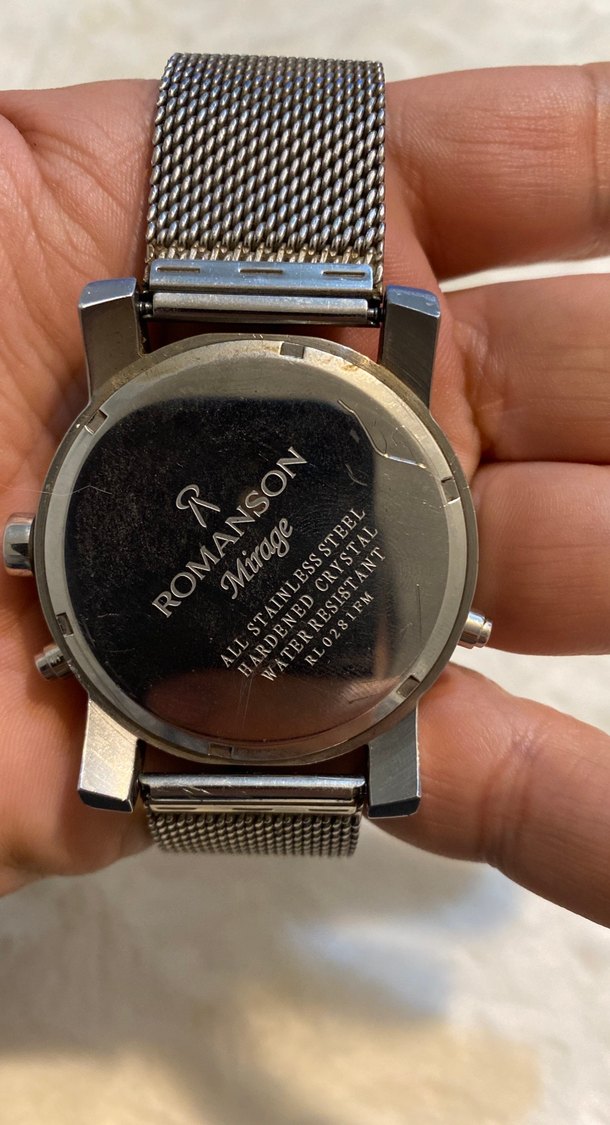 R
ROMANSON
Mirage
ALL STAINLESS STEEL
HARDENED CRYSTAL
WATER RESISTANT
RL0281FM